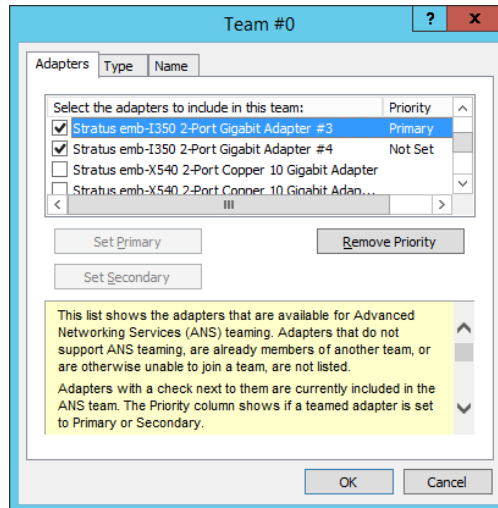 Team #0
?
x
Adapters
Type
Name
Select the adapters to include in this team:
Priority
Stratus emb-I350 2-Port Gigabit Adapter #3
Primary
Stratus emb-I350 2-Port Gigabit Adapter #4
Not Set
Stratus emb-X540 2-Port Copper 10 Gigabit Adapter
Stratus emb-X540 2-Port Copper 10 Gigabit Adap...
Set Primary
Remove Priority
Set Secondary
This list shows the adapters that are available for Advanced
Networking Services (ANS) teaming. Adapters that do not
support ANS teaming, are already members of another team, or
are otherwise unable to join a team, are not listed.
Adapters with a check next to them are currently included in the
ANS team. The Priority column shows if a teamed adapter is set
to Primary or Secondary.
OK
Cancel